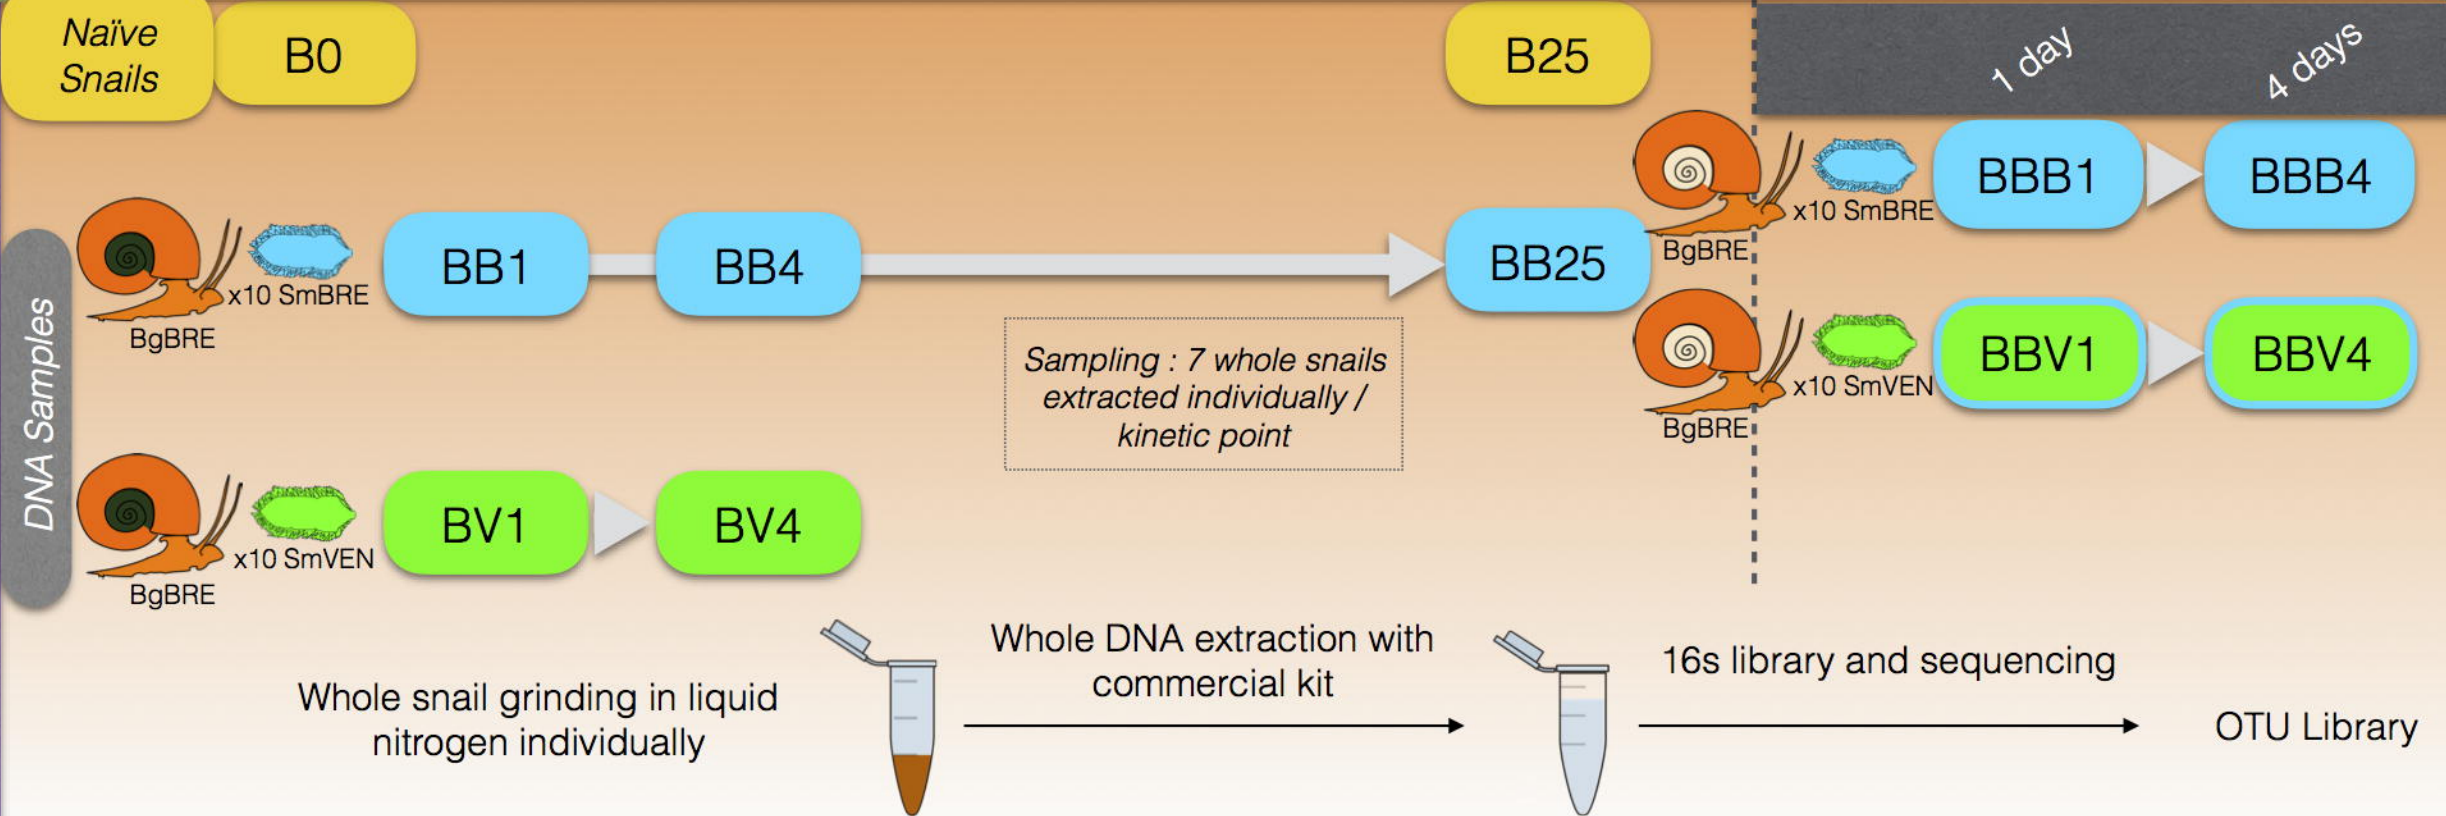 Naïve
Snails
B0
B25
1 day
4 days
x10 SmBRE
BgBRE
BB1
BB4
BB25
BgBRE
x10 SmBRE
BBB1
BBB4
BgBRE
x10 SmVEN
BBV1
BBV4
Sampling : 7 whole snails
extracted individually /
kinetic point
DNA Samples
x10 SmVEN
BgBRE
BV1
BV4
Whole snail grinding in liquid
nitrogen individually
Whole DNA extraction with
commercial kit
16s library and sequencing
OTU Library